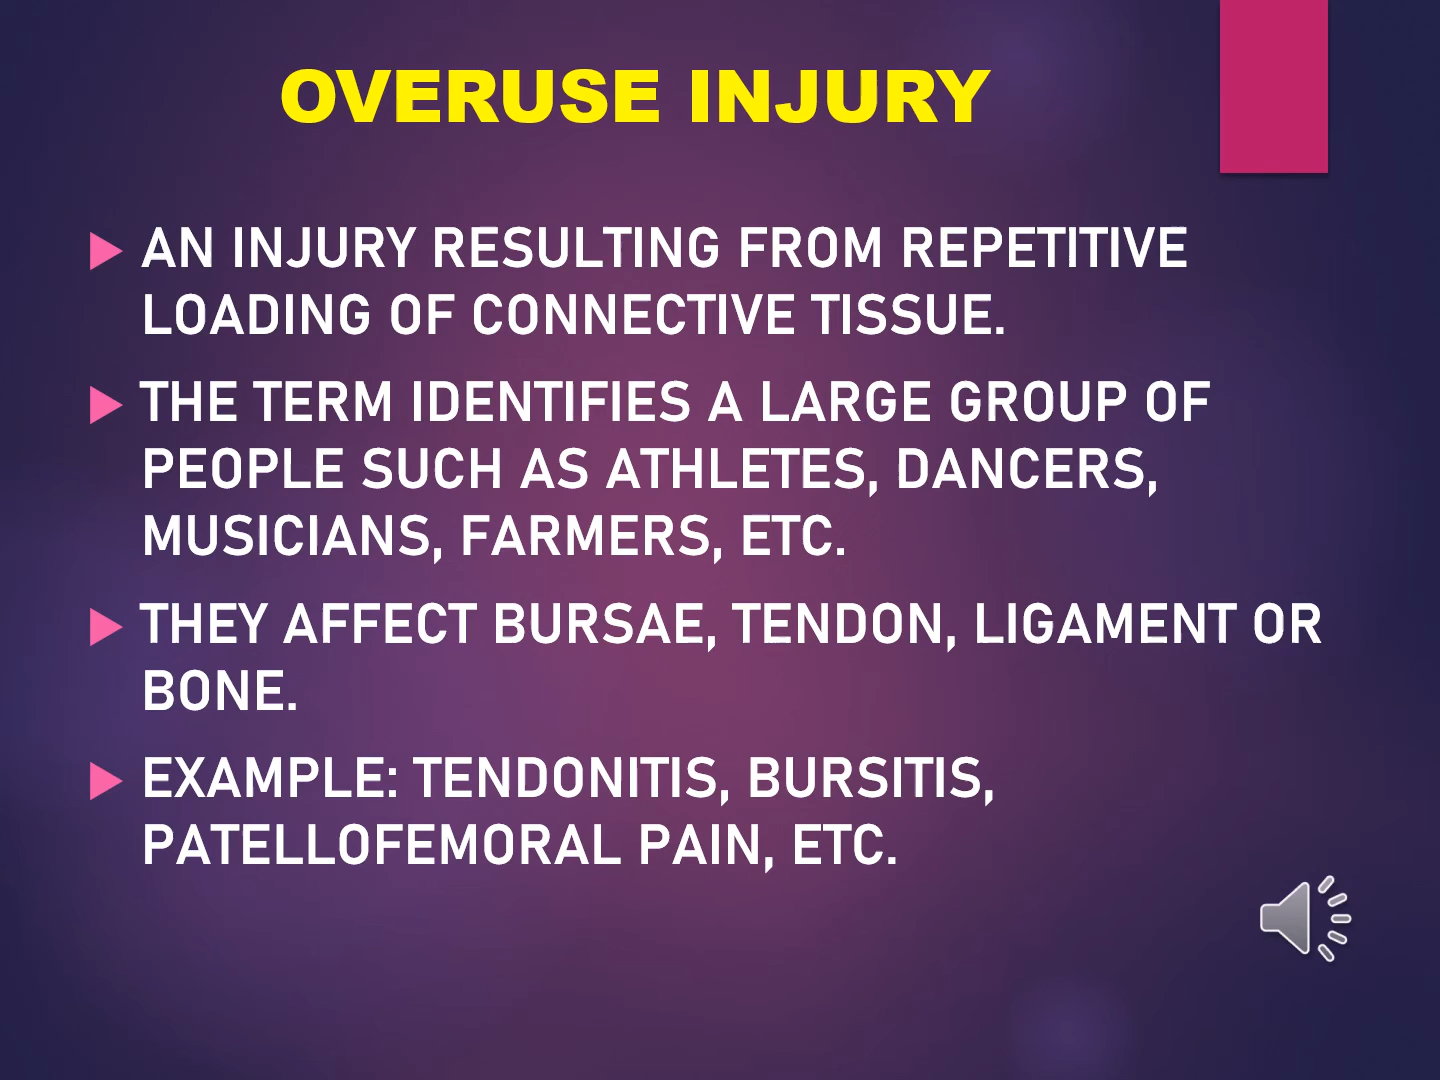 OVERUSE INJURY
AN INJURY RESULTING FROM REPETITIVE
LOADING OF CONNECTIVE TISSUE.
THE TERM IDENTIFIES A LARGE GROUP OF
PEOPLE SUCH AS ATHLETES, DANCERS,
MUSICIANS, FARMERS, ETC.
THEY AFFECT BURSAE, TENDON, LIGAMENT OR
BONE.
EXAMPLE: TENDONITIS, BURSITIS,
PATELLOFEMORAL PAIN, ETC.